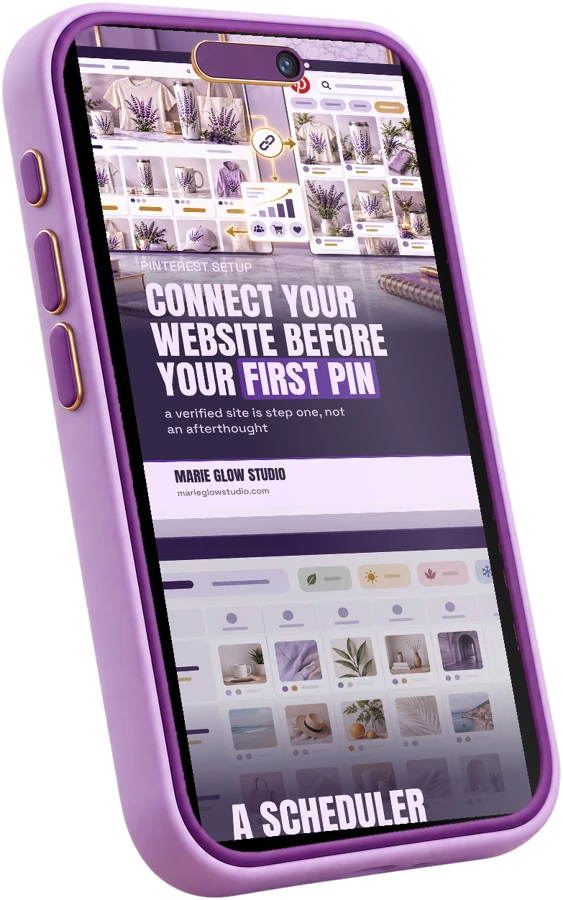 PINTEREST SETUP
CONNECT YOUR
WEBSITE BEFORE
YOUR FIRST PIN
a verified site is step one, not
an afterthought
MARIE GLOW STUDIO
marieglowstudio.com
A SCHEDULER